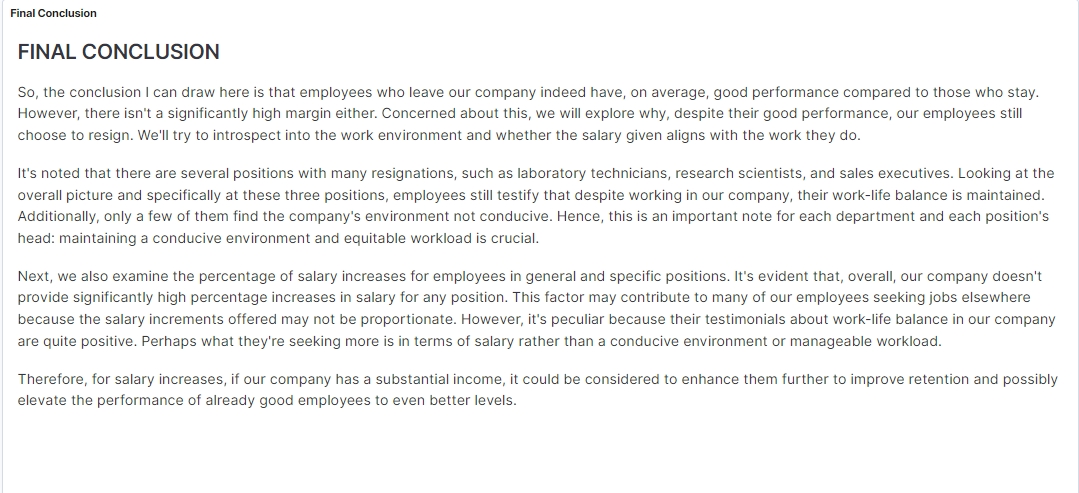 Final Conclusion
FINAL CONCLUSION
So, the conclusion I can draw here is that employees who leave our company indeed have, on average, good performance compared to those who stay.
However, there isn't a significantly high margin either. Concerned about this, we will explore why, despite their good performance, our employees still
choose to resign. We'll try to introspect into the work environment and whether the salary given aligns with the work they do.
It's noted that there are several positions with many resignations, such as laboratory technicians, research scientists, and sales executives. Looking at the
overall picture and specifically at these three positions, employees still testify that despite working in our company, their work-life balance is maintained.
Additionally, only a few of them find the company's environment not conducive. Hence, this is an important note for each department and each position's
head: maintaining a conducive environment and equitable workload is crucial.
Next, we also examine the percentage of salary increases for employees in general and specific positions. It's evident that, overall, our company doesn't
provide significantly high percentage increases in salary for any position. This factor may contribute to many of our employees seeking jobs elsewhere
because the salary increments offered may not be proportionate. However, it's peculiar because their testimonials about work-life balance in our company
are quite positive. Perhaps what they're seeking more is in terms of salary rather than a conducive environment or manageable workload.
Therefore, for salary increases, if our company has a substantial income, it could be considered to enhance them further to improve retention and possibly
elevate the performance of already good employees to even better levels.